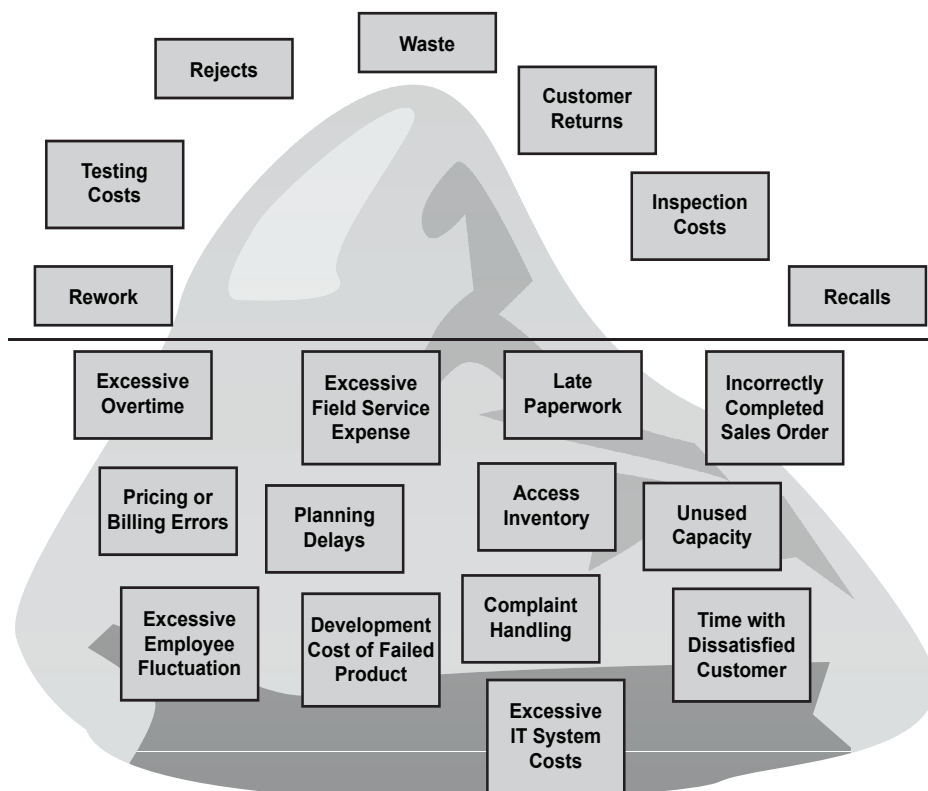 Waste
Rejects
Customer
Returns
Testing
Costs
Inspection
Costs
Rework
Recalls
Excessive
Overtime
Excessive
Field Service
Expense
Late
Paperwork
Incorrectly
Completed
Sales Order
Pricing or
Billing Errors
Planning
Delays
Access
Inventory
Unused
Capacity
Excessive
Employee
Fluctuation
Development
Cost of Failed
Product
Complaint
Handling
Time with
Dissatisfied
Customer
Excessive
IT System
Costs